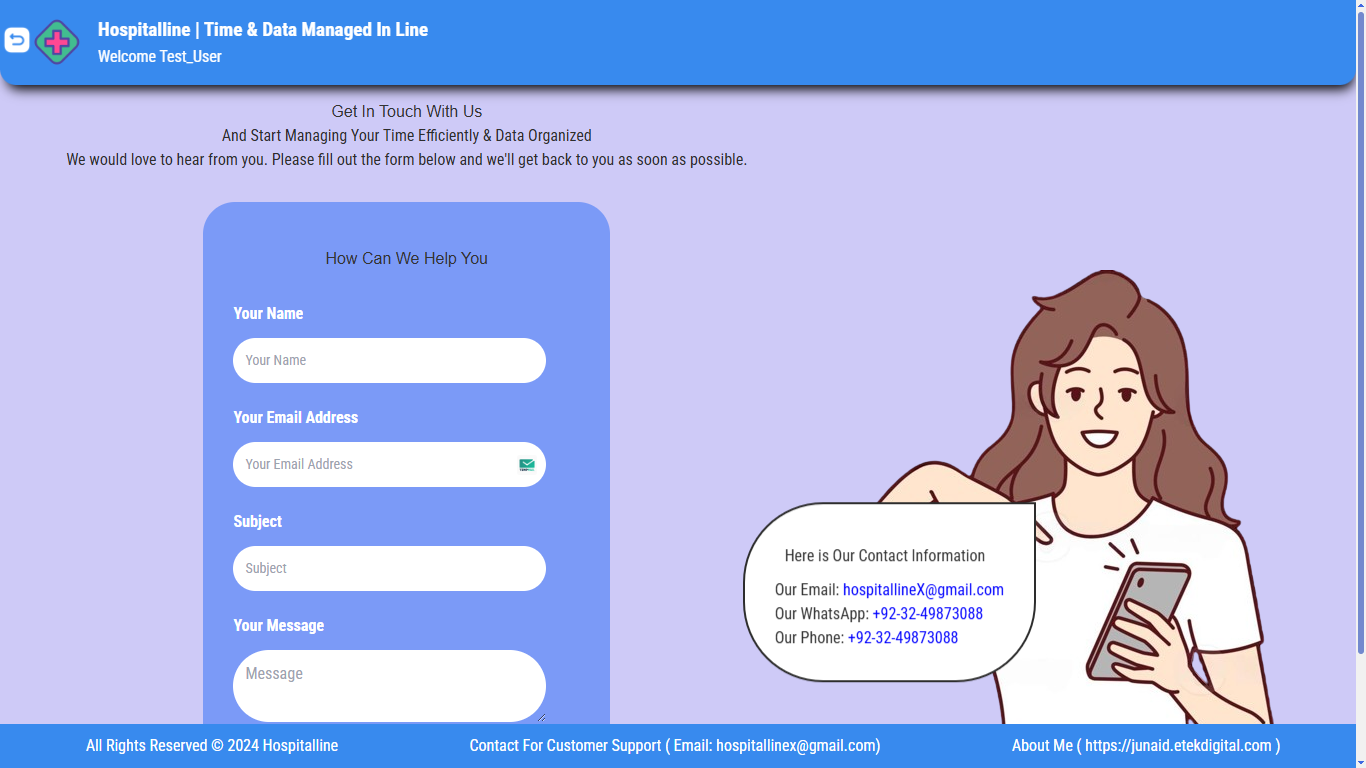 Hospitalline | Time & Data Managed In Line
Welcome Test_User
Get In Touch With Us
And Start Managing Your Time Efficiently & Data Organized
We would love to hear from you. Please fill out the form below and we'll get back to you as soon as possible.
How Can We Help You
Your Name
Your Name
Your Email Address
Your Email Address
Subject
Subject
Your Message
Message
Here is Our Contact Information
Our Email: hospitallineX@gmail.com
Our WhatsApp: +92-32-49873088
Our Phone: +92-32-49873088
All Rights Reserved © 2024 Hospitalline
Contact For Customer Support ( Email: hospitallinex@gmail.com)
About Me ( https://junaid.etekdigital.com )